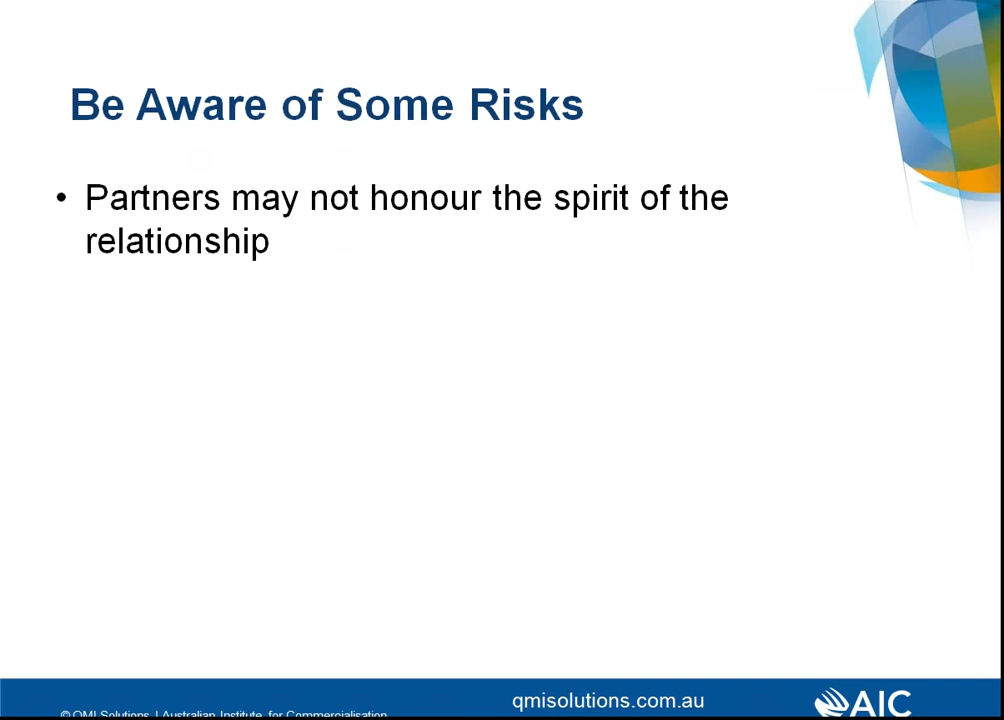 Be Aware of Some Risks
• Partners may not honour the spirit of the
relationship
qmisolutions.com.au
AIC
© QMI Solutions | Australian Institute for Commercialisation